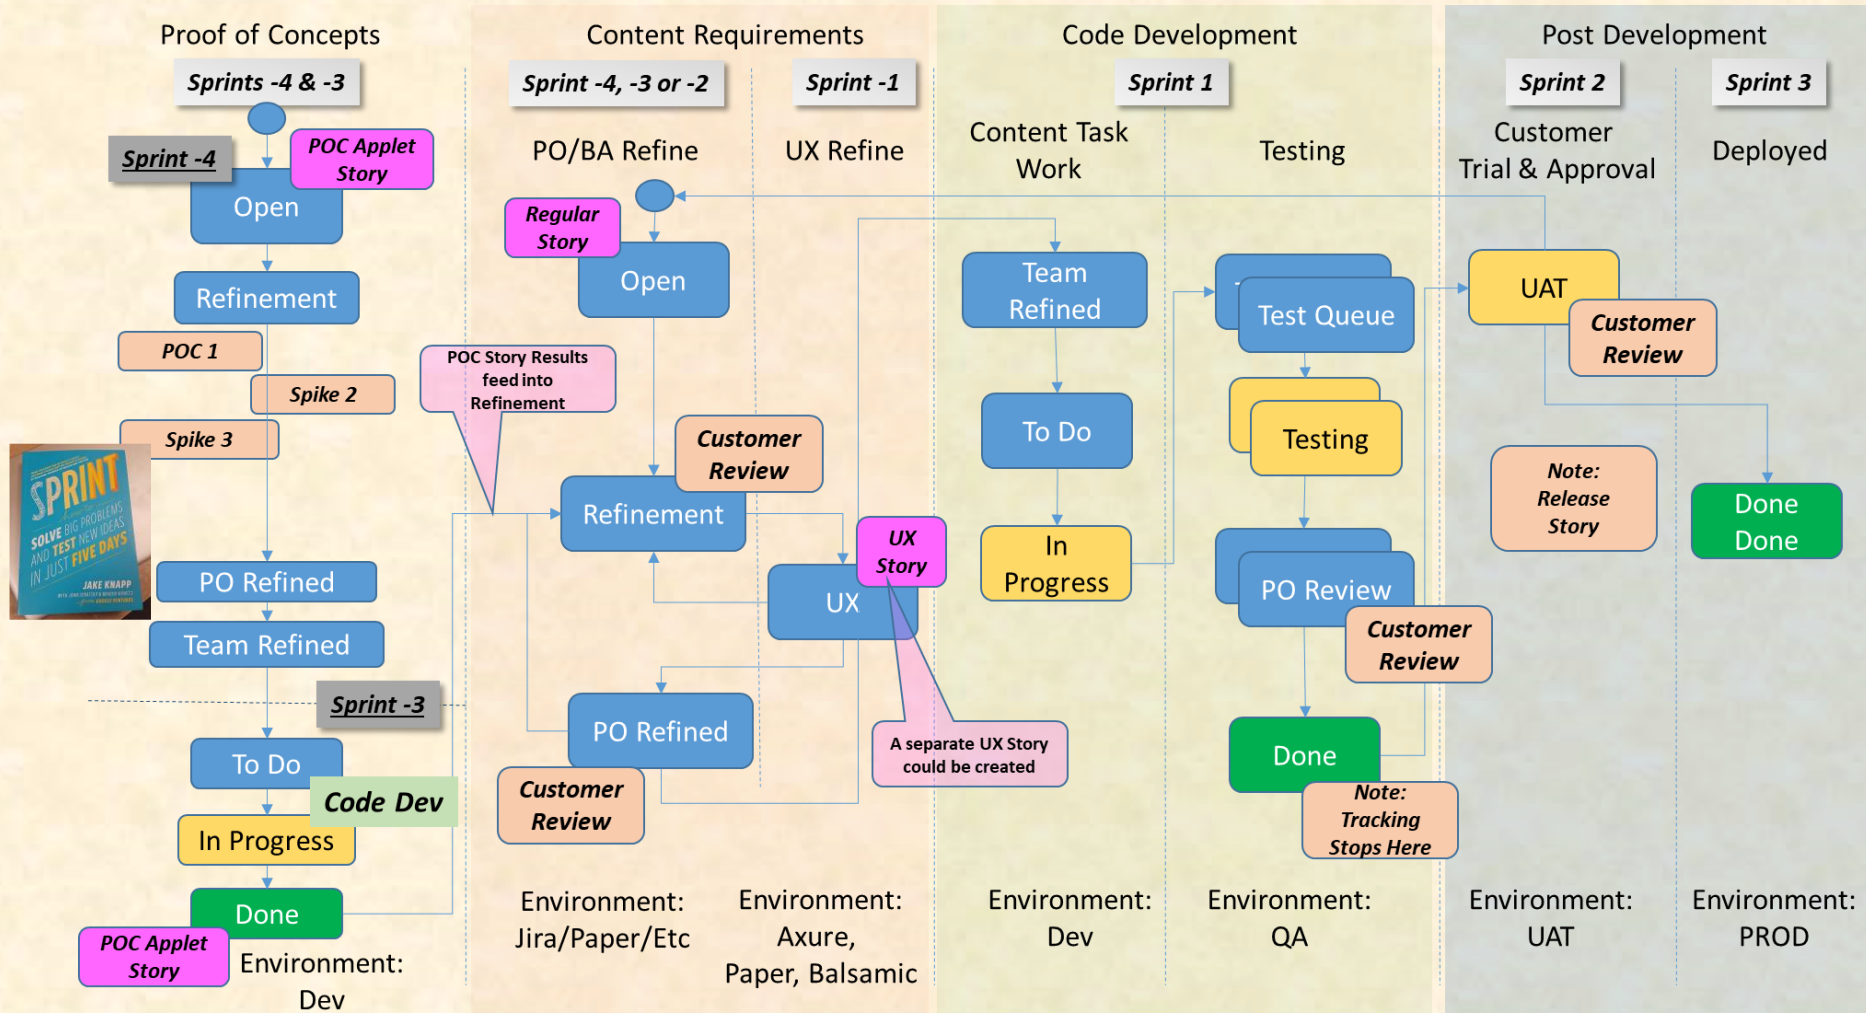 Proof of Concepts
Sprints -4 & -3
Sprint -4
POC Applet
Story
Open
Refinement
POC 1
Spike 2
Spike 3
SPRINT
SOLVE BIG PROBLEMS
AND TEST NEW IDEAS
IN JUST FIVE DAYS
JAKE KNAPP
PO Refined
Team Refined
Sprint -3
To Do
Code Dev
In Progress
Done
POC Applet
Story
Environment:
Dev
Content Requirements
Sprint -4, -3 or -2
PO/BA Refine
Regular
Story
Open
POC Story Results
feed into
Refinement
Customer
Review
Refinement
PO Refined
Customer
Review
Environment:
Jira/Paper/Etc
Sprint -1
UX Refine
UX
Story
UX
A separate UX Story
could be created
Environment:
Axure,
Paper, Balsamic
Code Development
Sprint 1
Content Task
Work
Team
Refined
To Do
In
Progress
Environment:
Dev
Testing
Test Queue
Testing
PO Review
Customer
Review
Done
Note:
Tracking
Stops Here
Environment:
QA
Post Development
Sprint 2
Customer
Trial & Approval
UAT
Customer
Review
Note:
Release
Story
Environment:
UAT
Sprint 3
Deployed
Done
Done
Environment:
PROD